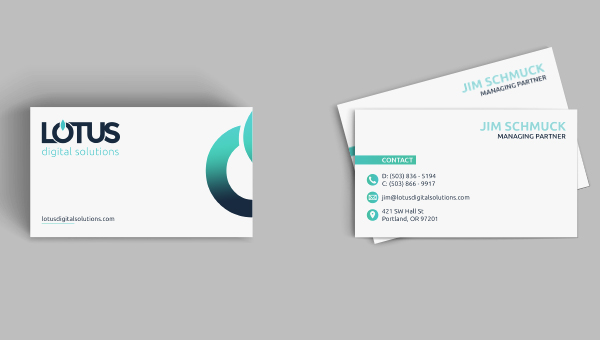 LOTUS
digital solutions
lotusdigitalsolutions.com
JIM SCHMUCK
MANAGING PARTNER
JIM SCHMUCK
MANAGING PARTNER
CONTACT
D: (503) 836 - 5194
C: (503) 866 - 9917
jim@lotusdigitalsolutions.com
421 SW Hall St
Portland, OR 97201